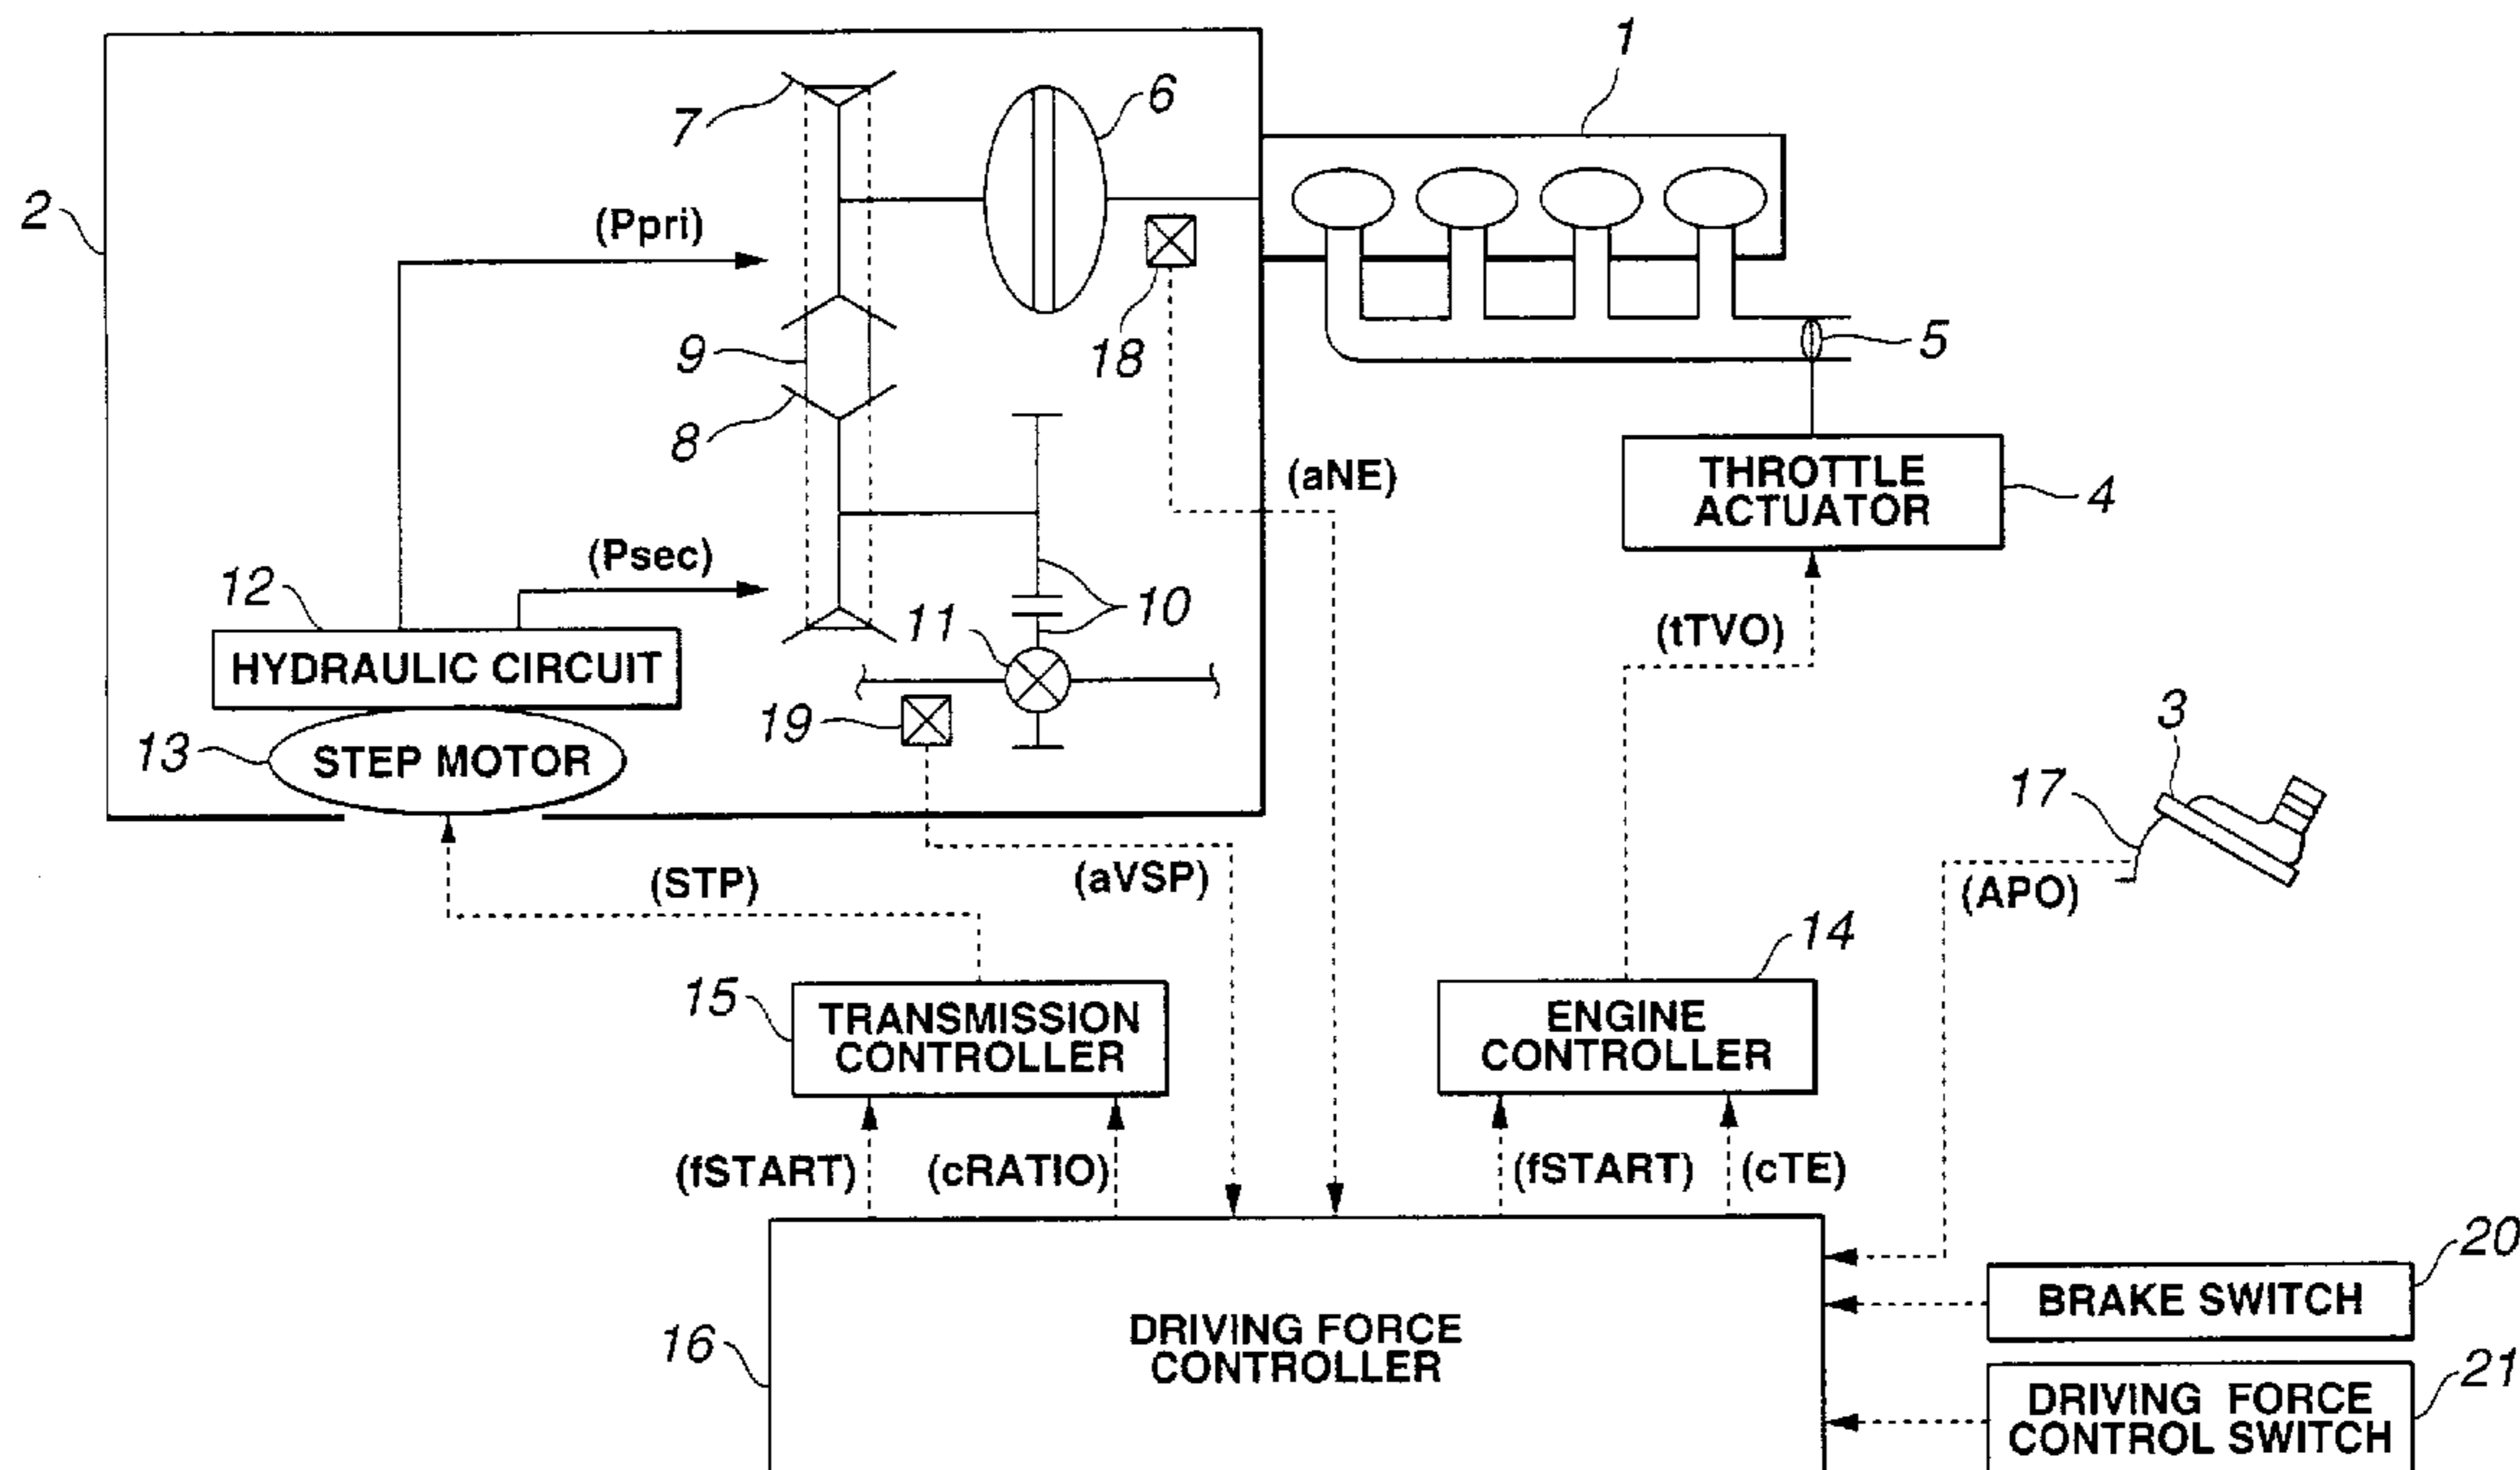 1
6
7
2
(Ppri)
18
9
5
8
(aNE)
THROTTLE
ACTUATOR
4
(Psec)
12
11
10
(tTVO)
HYDRAULIC CIRCUIT
19
3
13
STEP MOTOR
17
(STP)
(aVSP)
(APO)
14
15
TRANSMISSION
CONTROLLER
ENGINE
CONTROLLER
(fSTART)
(cRATIO)
(fSTART)
(cTE)
20
BRAKE SWITCH
16
DRIVING FORCE
CONTROLLER
21
DRIVING FORCE
CONTROL SWITCH